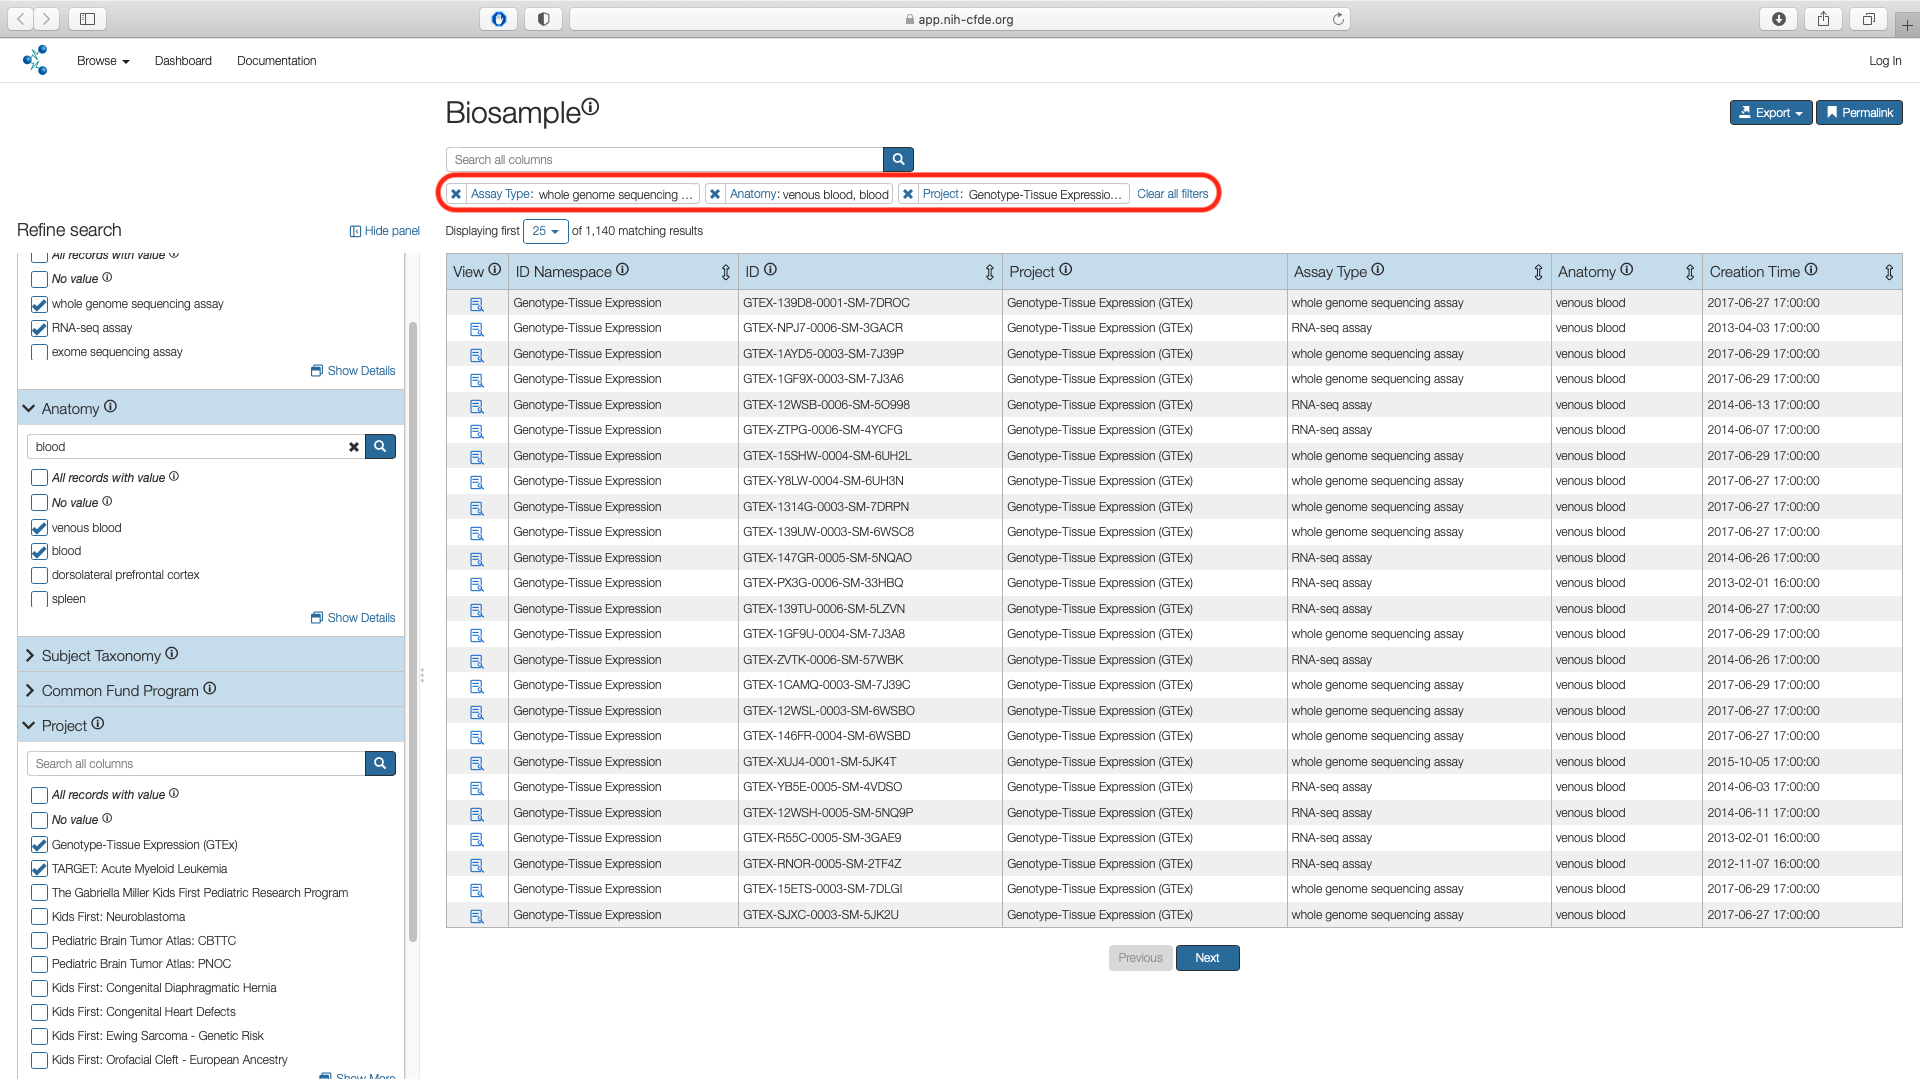 app.nih-cfde.org
Browse
Dashboard
Documentation
Log In
Biosample
Export
Permalink
Search all columns
Assay Type: whole genome sequencing ...
Anatomy: venous blood, blood
Project: Genotype-Tissue Expressio...
Clear all filters
Refine search
Hide panel
Displaying first 25 of 1,140 matching results
All records with value
No value
whole genome sequencing assay
RNA-seq assay
exome sequencing assay
Show Details
Anatomy
blood
All records with value
No value
venous blood
blood
dorsolateral prefrontal cortex
spleen
Show Details
Subject Taxonomy
Common Fund Program
Project
Search all columns
All records with value
No value
Genotype-Tissue Expression (GTEx)
TARGET: Acute Myeloid Leukemia
The Gabriella Miller Kids First Pediatric Research Program
Kids First: Neuroblastoma
Pediatric Brain Tumor Atlas: CBTTC
Pediatric Brain Tumor Atlas: PNOC
Kids First: Congenital Diaphragmatic Hernia
Kids First: Congenital Heart Defects
Kids First: Ewing Sarcoma - Genetic Risk
Kids First: Orofacial Cleft - European Ancestry
Show More
View ID Namespace ID Project Assay Type Anatomy Creation Time
Genotype-Tissue Expression GTEX-139D8-0001-SM-7DROC Genotype-Tissue Expression (GTEx) whole genome sequencing assay venous blood 2017-06-27 17:00:00
Genotype-Tissue Expression GTEX-NPJ7-0006-SM-3GACR Genotype-Tissue Expression (GTEx) RNA-seq assay venous blood 2013-04-03 17:00:00
Genotype-Tissue Expression GTEX-1AYD5-0003-SM-7J39P Genotype-Tissue Expression (GTEx) whole genome sequencing assay venous blood 2017-06-29 17:00:00
Genotype-Tissue Expression GTEX-1GF9X-0003-SM-7J3A6 Genotype-Tissue Expression (GTEx) whole genome sequencing assay venous blood 2017-06-29 17:00:00
Genotype-Tissue Expression GTEX-12WSB-0006-SM-5O998 Genotype-Tissue Expression (GTEx) RNA-seq assay venous blood 2014-06-13 17:00:00
Genotype-Tissue Expression GTEX-ZTPG-0006-SM-4YCFG Genotype-Tissue Expression (GTEx) RNA-seq assay venous blood 2014-06-07 17:00:00
Genotype-Tissue Expression GTEX-15SHW-0004-SM-6UH2L Genotype-Tissue Expression (GTEx) whole genome sequencing assay venous blood 2017-06-29 17:00:00
Genotype-Tissue Expression GTEX-Y8LW-0004-SM-6UH3N Genotype-Tissue Expression (GTEx) whole genome sequencing assay venous blood 2017-06-29 17:00:00
Genotype-Tissue Expression GTEX-1314G-0003-SM-7DRPN Genotype-Tissue Expression (GTEx) whole genome sequencing assay venous blood 2017-06-27 17:00:00
Genotype-Tissue Expression GTEX-139UW-0003-SM-6WSC8 Genotype-Tissue Expression (GTEx) whole genome sequencing assay venous blood 2017-06-27 17:00:00
Genotype-Tissue Expression GTEX-147GR-0005-SM-5NQAO Genotype-Tissue Expression (GTEx) RNA-seq assay venous blood 2014-06-26 17:00:00
Genotype-Tissue Expression GTEX-PX3G-0006-SM-33HBQ Genotype-Tissue Expression (GTEx) RNA-seq assay venous blood 2013-02-01 16:00:00
Genotype-Tissue Expression GTEX-139TU-0006-SM-5LZVN Genotype-Tissue Expression (GTEx) RNA-seq assay venous blood 2014-06-27 17:00:00
Genotype-Tissue Expression GTEX-1GF9U-0004-SM-7J3A8 Genotype-Tissue Expression (GTEx) whole genome sequencing assay venous blood 2017-06-29 17:00:00
Genotype-Tissue Expression GTEX-ZVTK-0006-SM-57WBK Genotype-Tissue Expression (GTEx) RNA-seq assay venous blood 2014-06-26 17:00:00
Genotype-Tissue Expression GTEX-1CAMQ-0003-SM-7J39C Genotype-Tissue Expression (GTEx) whole genome sequencing assay venous blood 2017-06-29 17:00:00
Genotype-Tissue Expression GTEX-12WSL-0003-SM-6WSBO Genotype-Tissue Expression (GTEx) whole genome sequencing assay venous blood 2017-06-27 17:00:00
Genotype-Tissue Expression GTEX-146FR-0004-SM-6WSBD Genotype-Tissue Expression (GTEx) whole genome sequencing assay venous blood 2017-06-27 17:00:00
Genotype-Tissue Expression GTEX-XUJ4-0001-SM-5JK4T Genotype-Tissue Expression (GTEx) whole genome sequencing assay venous blood 2015-10-05 17:00:00
Genotype-Tissue Expression GTEX-YB5E-0005-SM-4VDSO Genotype-Tissue Expression (GTEx) RNA-seq assay venous blood 2014-06-03 17:00:00
Genotype-Tissue Expression GTEX-12WSH-0005-SM-5NQ9P Genotype-Tissue Expression (GTEx) RNA-seq assay venous blood 2014-06-11 17:00:00
Genotype-Tissue Expression GTEX-R55C-0005-SM-3GAE9 Genotype-Tissue Expression (GTEx) RNA-seq assay venous blood 2013-02-01 16:00:00
Genotype-Tissue Expression GTEX-RNOR-0005-SM-2TF4Z Genotype-Tissue Expression (GTEx) RNA-seq assay venous blood 2012-11-07 16:00:00
Genotype-Tissue Expression GTEX-15ETS-0003-SM-7DLGI Genotype-Tissue Expression (GTEx) whole genome sequencing assay venous blood 2017-06-29 17:00:00
Genotype-Tissue Expression GTEX-SJXC-0003-SM-5JK2U Genotype-Tissue Expression (GTEx) whole genome sequencing assay venous blood 2017-06-27 17:00:00
Previous
Next